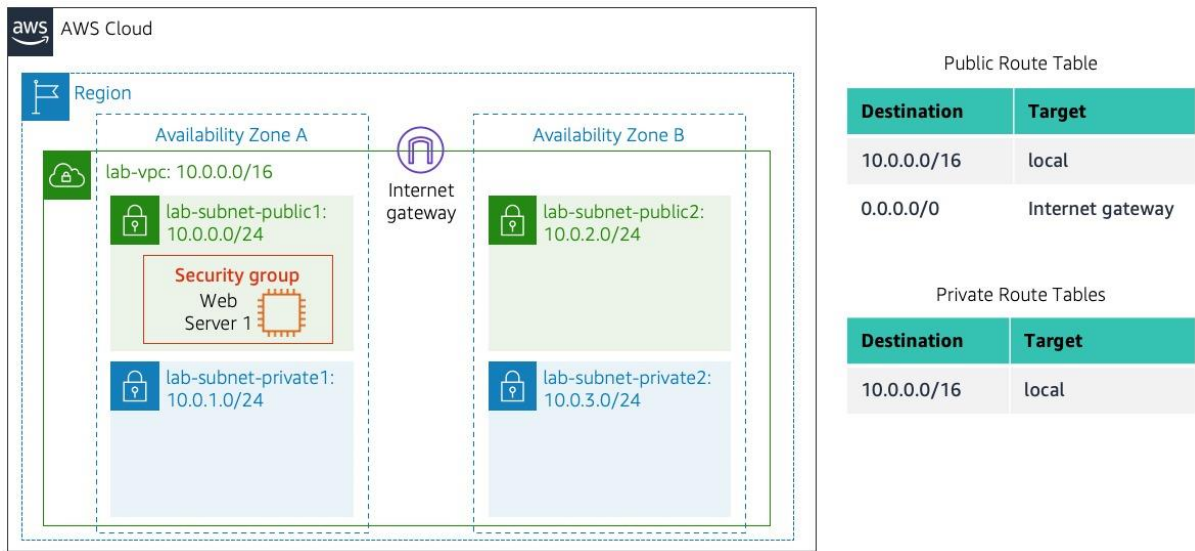 aws
AWS Cloud
Region
Availability Zone A
Availability Zone B
lab-vpc: 10.0.0.0/16
Internet
gateway
lab-subnet-public1:
10.0.0.0/24
Security group
Web
Server 1
lab-subnet-public2:
10.0.2.0/24
lab-subnet-private1:
10.0.1.0/24
lab-subnet-private2:
10.0.3.0/24
Public Route Table
Destination Target
10.0.0.0/16 local
0.0.0.0/0 Internet gateway
Private Route Tables
Destination Target
10.0.0.0/16 local